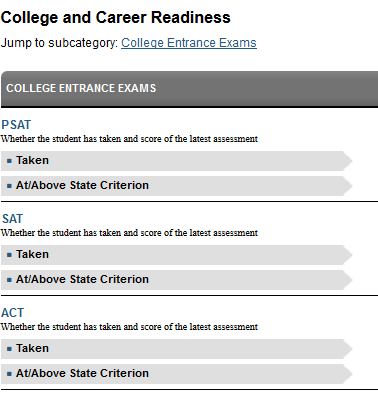 College and Career Readiness
Jump to subcategory: College Entrance Exams
COLLEGE ENTRANCE EXAMS
PSAT
Whether the student has taken and score of the latest assessment
Taken
At/Above State Criterion
SAT
Whether the student has taken and score of the latest assessment
Taken
At/Above State Criterion
ACT
Whether the student has taken and score of the latest assessment
Taken
At/Above State Criterion